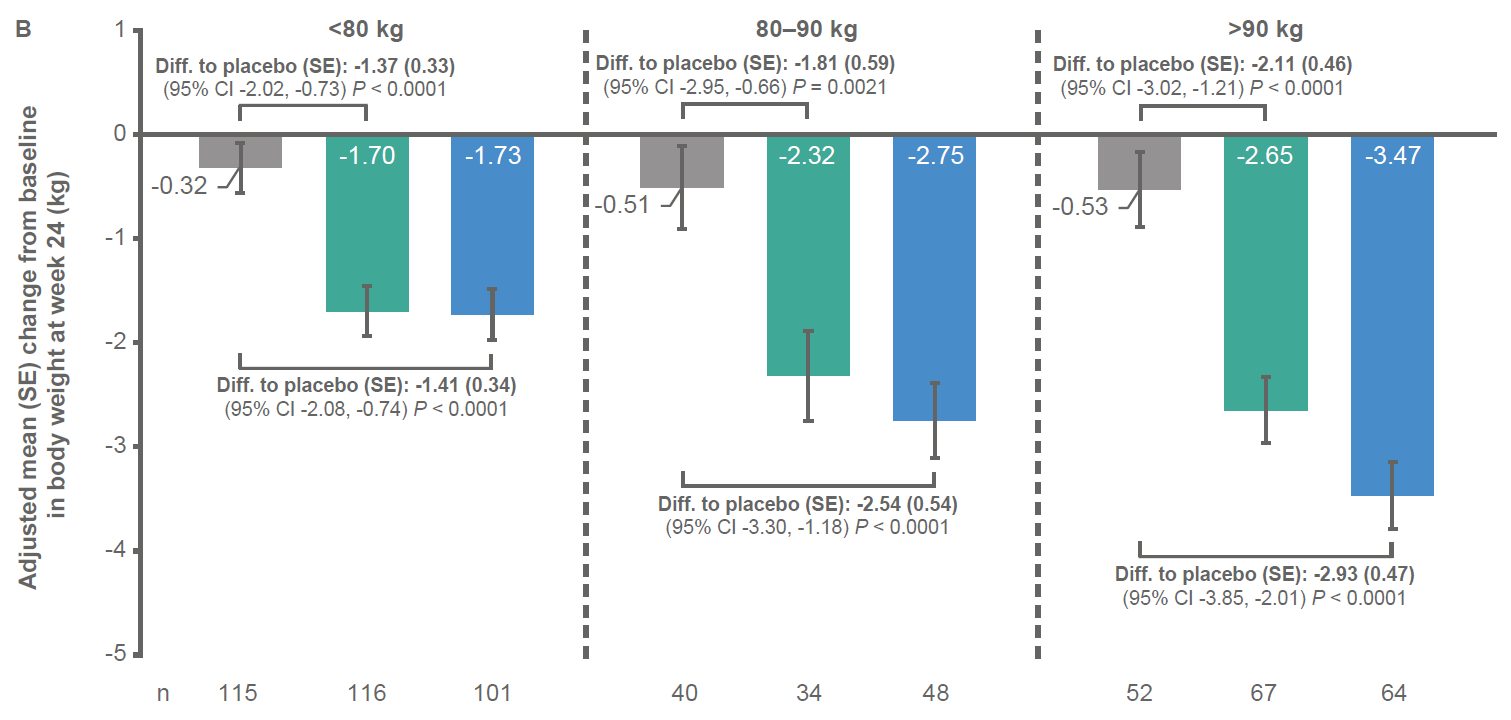 B
<80 kg
80–90 kg
>90 kg
Diff. to placebo (SE): -1.37 (0.33)
(95% CI -2.02, -0.73) P < 0.0001
Diff. to placebo (SE): -1.81 (0.59)
(95% CI -2.95, -0.66) P = 0.0021
Diff. to placebo (SE): -2.11 (0.46)
(95% CI -3.02, -1.21) P < 0.0001
Adjusted mean (SE) change from baseline
in body weight at week 24 (kg)
1
0
-1
-2
-3
-4
-5
-0.32
-1.70
-1.73
-0.51
-2.32
-2.75
-0.53
-2.65
-3.47
Diff. to placebo (SE): -1.41 (0.34)
(95% CI -2.08, -0.74) P < 0.0001
Diff. to placebo (SE): -2.54 (0.54)
(95% CI -3.30, -1.18) P < 0.0001
Diff. to placebo (SE): -2.93 (0.47)
(95% CI -3.85, -2.01) P < 0.0001
n 115 116 101 40 34 48 52 67 64